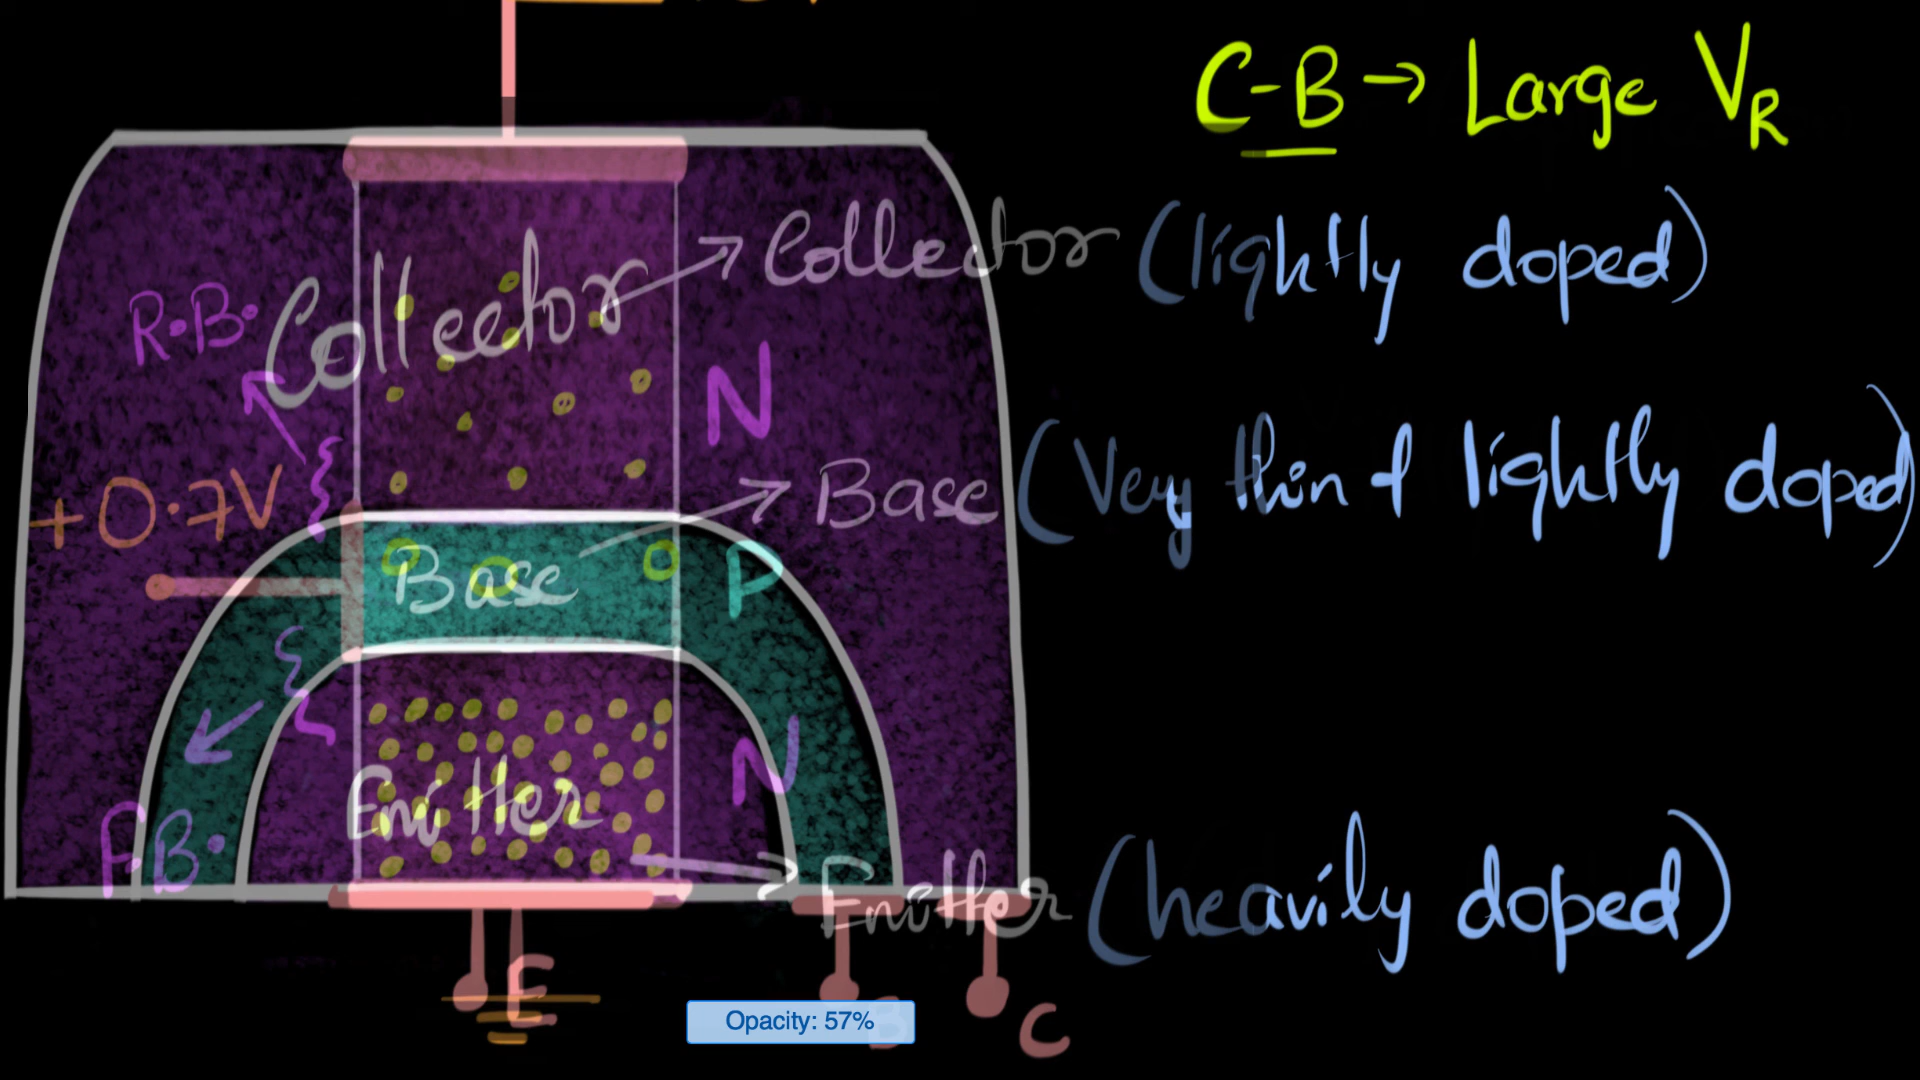 C-B → Large VR
Collector → Collector (lightly doped)
R.B.
N
+0.7V
Base → Base (Very thin & lightly doped)
P
N
Emitter → Emitter (heavily doped)
F.B.
E
B
C
Opacity: 57%